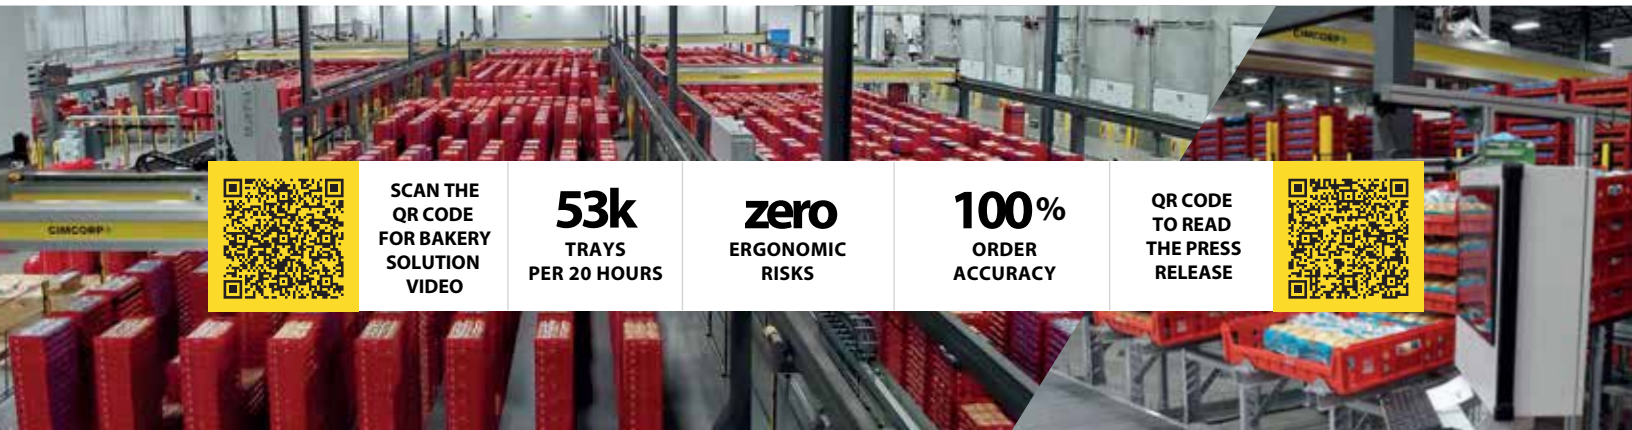 CIMCORP
CIMCORP
SCAN THE
QR CODE
FOR BAKERY
SOLUTION
VIDEO
53k
TRAYS
PER 20 HOURS
zero
ERGONOMIC
RISKS
100%
ORDER
ACCURACY
QR CODE
TO READ
THE PRESS
RELEASE